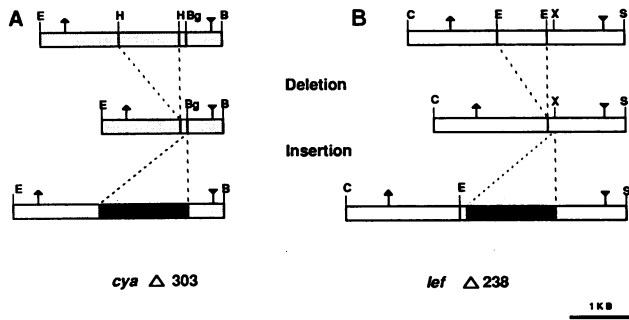 A
B
E H H Bg B
C E E X S
Deletion
E Bg B
C X S
Insertion
E B
C E S
cya Δ 303
lef Δ 238
1 KB